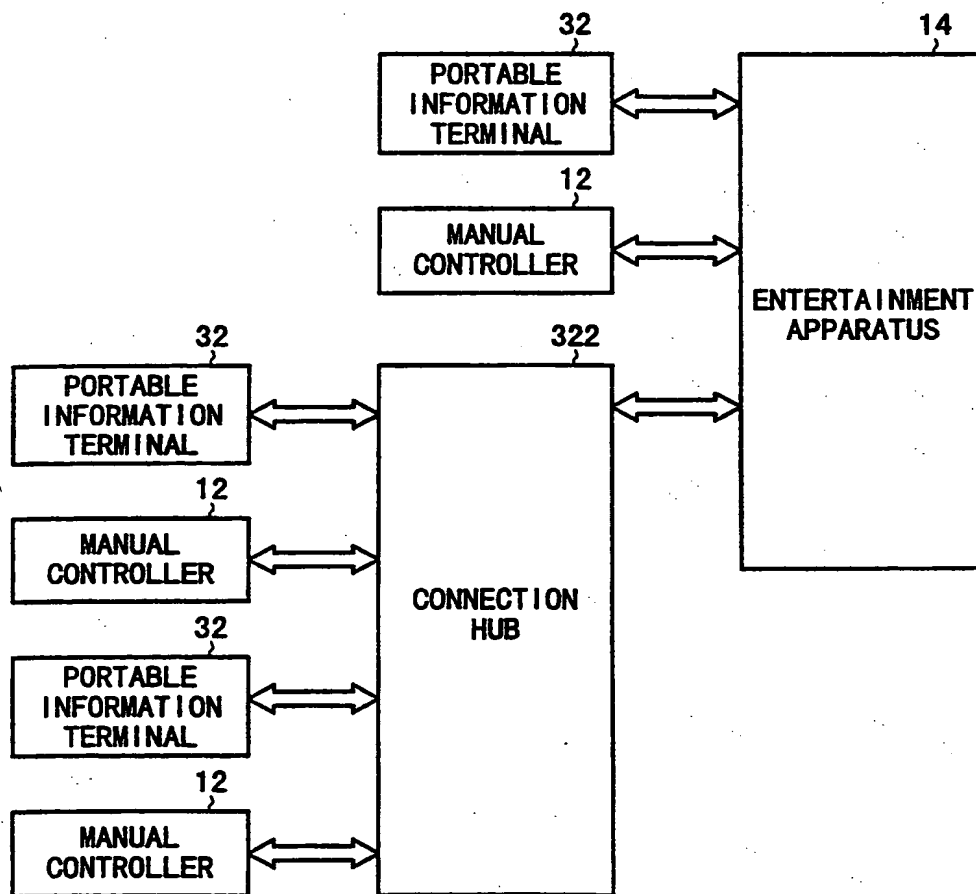 32
14
PORTABLE
INFORMATION
TERMINAL
12
MANUAL
CONTROLLER
ENTERTAINMENT
APPARATUS
32
322
PORTABLE
INFORMATION
TERMINAL
12
MANUAL
CONTROLLER
CONNECTION
HUB
32
PORTABLE
INFORMATION
TERMINAL
12
MANUAL
CONTROLLER